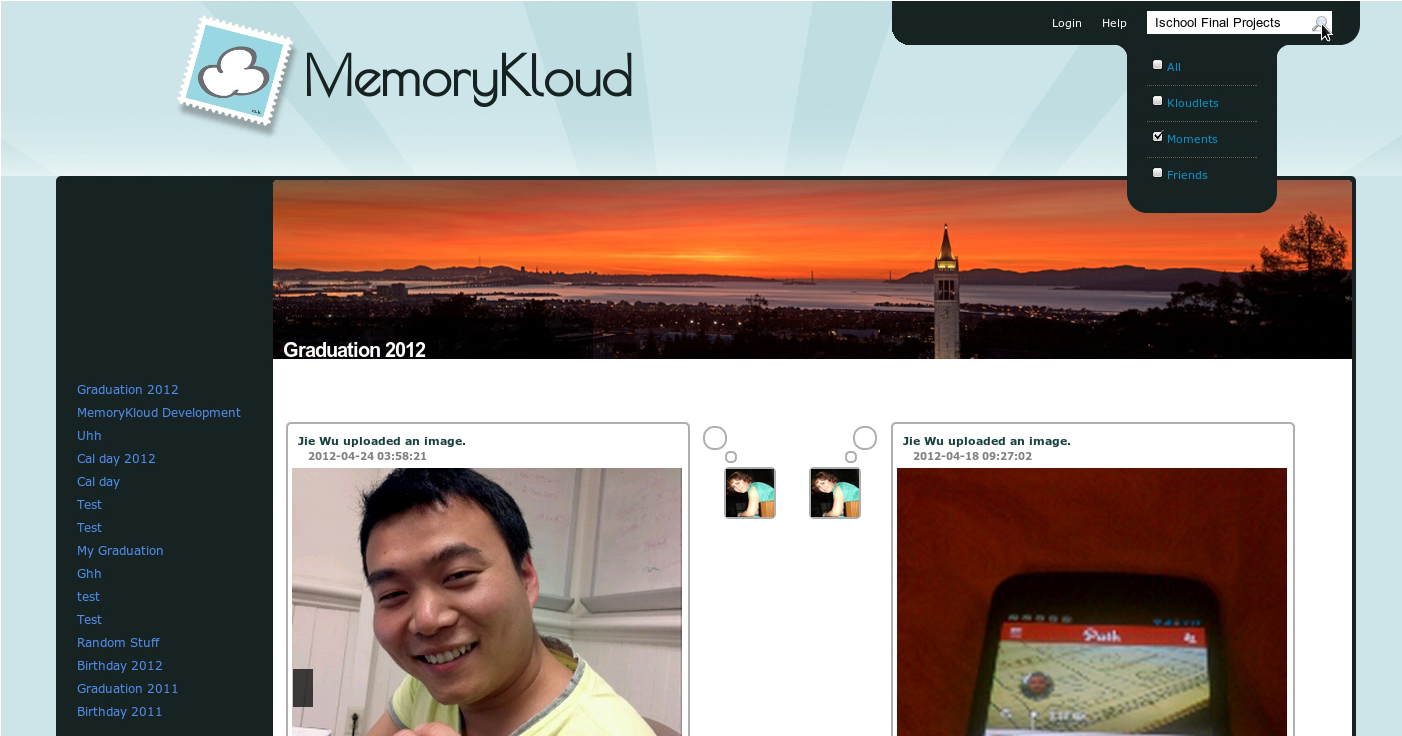 Login Help Ischool Final Projects
MemoryKloud
All
Kloudlets
Moments
Friends
Graduation 2012
Graduation 2012
MemoryKloud Development
Uhh
Cal day 2012
Cal day
Test
Test
My Graduation
Ghh
test
Test
Random Stuff
Birthday 2012
Graduation 2011
Birthday 2011
Jie Wu uploaded an image.
2012-04-24 03:58:21
Jie Wu uploaded an image.
2012-04-18 09:27:02
Path